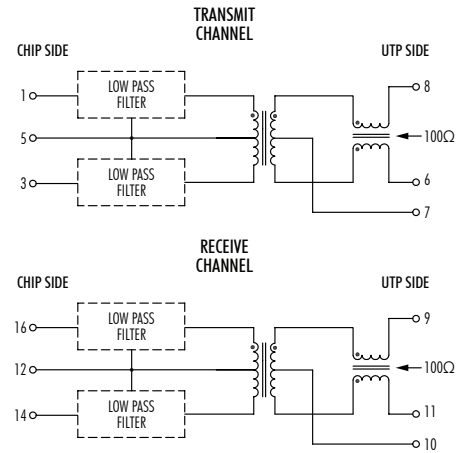 TRANSMIT
CHANNEL
CHIP SIDE
UTP SIDE
1
LOW PASS
FILTER
8
5
100Ω
3
LOW PASS
FILTER
6
7
RECEIVE
CHANNEL
CHIP SIDE
UTP SIDE
16
LOW PASS
FILTER
9
12
100Ω
14
LOW PASS
FILTER
11
10